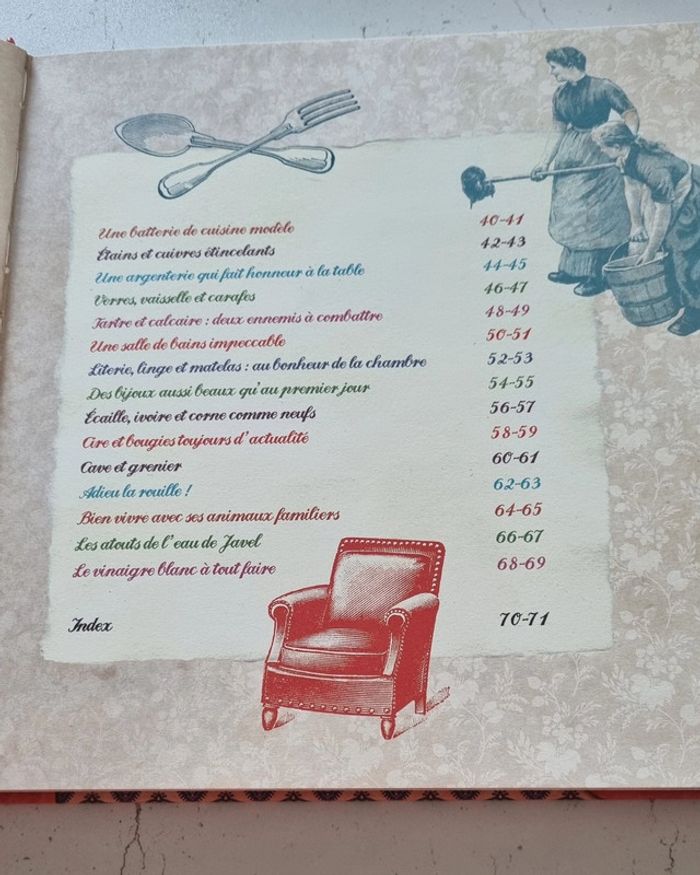 Une batterie de cuisine modèle 40-41
Étains et cuivres étincelants 42-43
Une argenterie qui fait honneur à la table 44-45
Verres, vaisselle et carafes 46-47
Tartre et calcaire : deux ennemis à combattre 48-49
Une salle de bains impeccable 50-51
Literie, linge et matelas : au bonheur de la chambre 52-53
Des bijoux aussi beaux qu'au premier jour 54-55
Écaille, ivoire et corne comme neufs 56-57
Cire et bougies toujours d'actualité 58-59
Cave et grenier 60-61
Adieu la rouille ! 62-63
Bien vivre avec ses animaux familiers 64-65
Les atouts de l'eau de Javel 66-67
Le vinaigre blanc à tout faire 68-69
Index 70-71